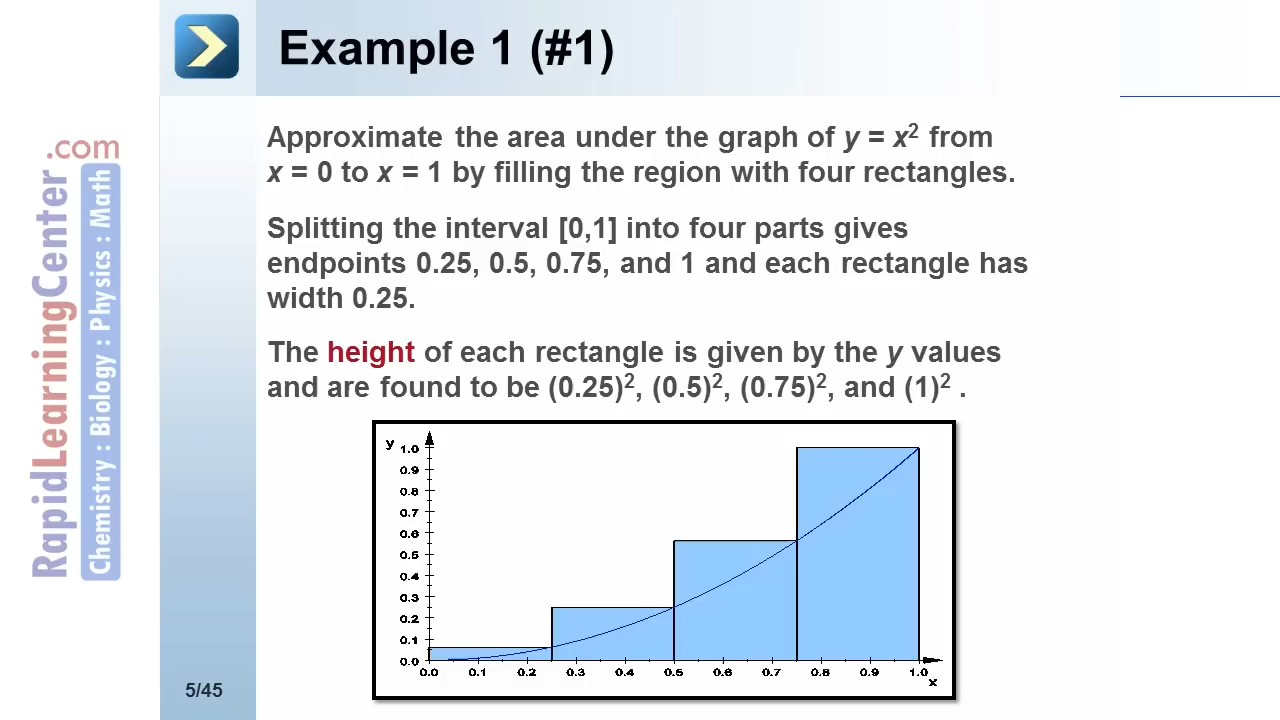 Example 1 (#1)
Approximate the area under the graph of y = x² from
x = 0 to x = 1 by filling the region with four rectangles.
Splitting the interval [0,1] into four parts gives
endpoints 0.25, 0.5, 0.75, and 1 and each rectangle has
width 0.25.
The height of each rectangle is given by the y values
and are found to be (0.25)², (0.5)², (0.75)², and (1)² .
y
1.0
0.9
0.8
0.7
0.6
0.5
0.4
0.3
0.2
0.1
0.0
0.0 0.1 0.2 0.3 0.4 0.5 0.6 0.7 0.8 0.9 1.0
x
RapidLearningCenter.com
Chemistry : Biology : Physics : Math
5/45